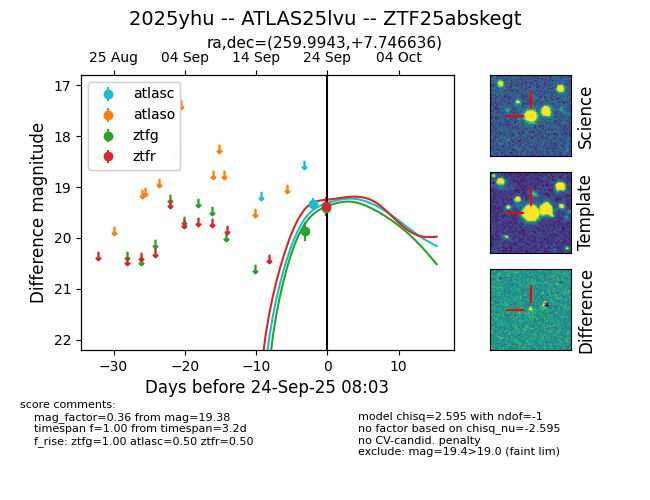 2025yhu -- ATLAS25lvu -- ZTF25abskegt
ra,dec=(259.9943,+7.746636)
25 Aug 04 Sep 14 Sep 24 Sep 04 Oct
atlasc
atlaso
ztfg
ztfr
17
18
19
20
21
22
Difference magnitude
−30 −20 −10 0 10
Days before 24-Sep-25 08:03
Science
Template
Difference
score comments:
mag_factor=0.36 from mag=19.38
timespan f=1.00 from timespan=3.2d
f_rise: ztfg=1.00 atlasc=0.50 ztfr=0.50
model chisq=2.595 with ndof=-1
no factor based on chisq_nu=-2.595
no CV-candid. penalty
exclude: mag=19.4>19.0 (faint lim)